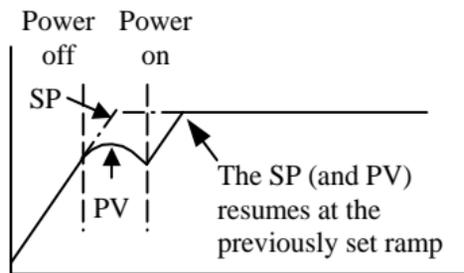 Power off
Power on
SP
PV
The SP (and PV)
resumes at the
previously set ramp